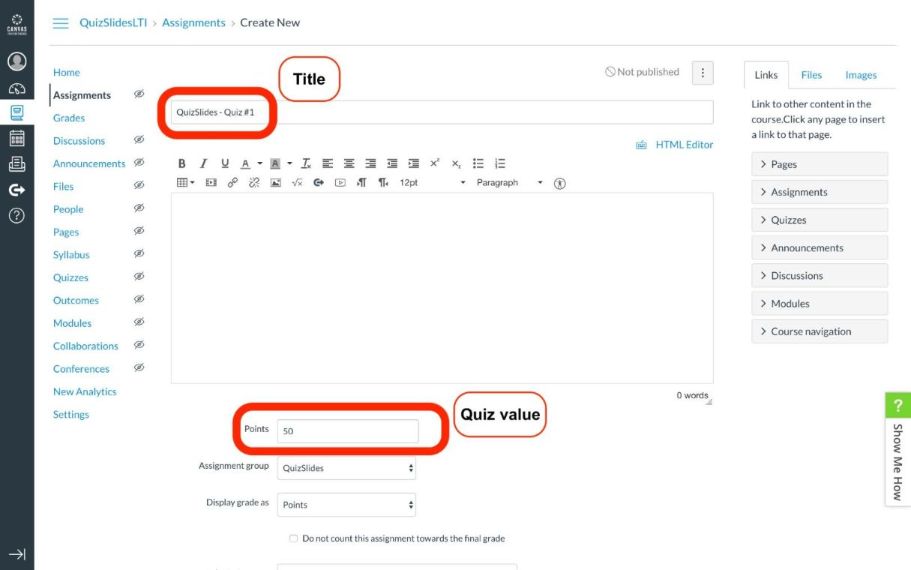 CANVAS
QuizSlidesLTI > Assignments > Create New
Home
Assignments
Grades
Discussions
Announcements
Files
People
Pages
Syllabus
Quizzes
Outcomes
Modules
Collaborations
Conferences
New Analytics
Settings
Title
Not published
QuizSlides - Quiz #1
HTML Editor
B I U A A
12pt Paragraph
0 words
Points 50
Quiz value
Assignment group QuizSlides
Display grade as Points
Do not count this assignment towards the final grade
Links Files Images
Link to other content in the
course.Click any page to insert
a link to that page.
> Pages
> Assignments
> Quizzes
> Announcements
> Discussions
> Modules
> Course navigation
? Show Me How